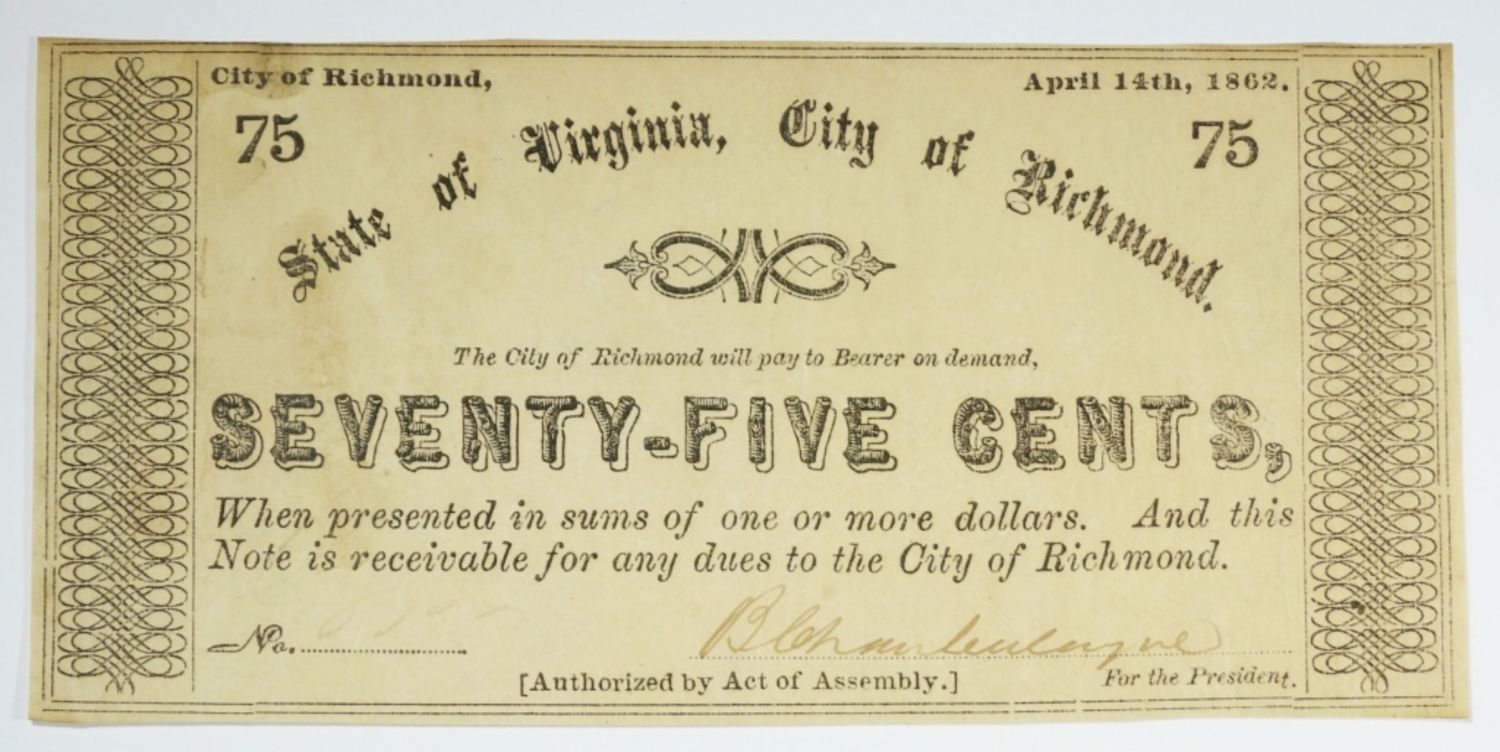 City of Richmond, April 14th, 1862.
75 75
State of Virginia, City of Richmond.
The City of Richmond will pay to Bearer on demand,
SEVENTY-FIVE CENTS,
When presented in sums of one or more dollars. And this
Note is receivable for any dues to the City of Richmond.
No.
[Authorized by Act of Assembly.] For the President.